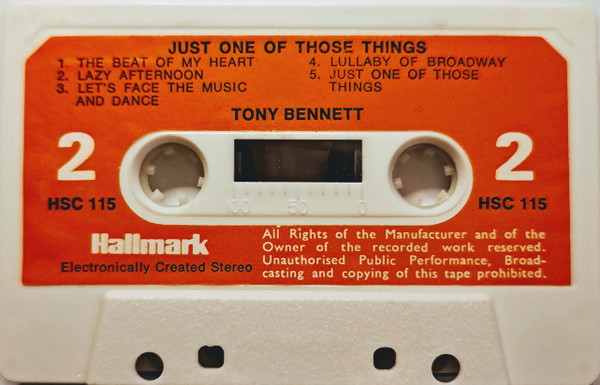 JUST ONE OF THOSE THINGS
1. THE BEAT OF MY HEART
2. LAZY AFTERNOON
3. LET'S FACE THE MUSIC
AND DANCE
4. LULLABY OF BROADWAY
5. JUST ONE OF THOSE
THINGS
TONY BENNETT
2
2
HSC 115
HSC 115
100 50 0
Hallmark
Electronically Created Stereo
All Rights of the Manufacturer and of the
Owner of the recorded work reserved.
Unauthorised Public Performance, Broad-
casting and copying of this tape prohibited.